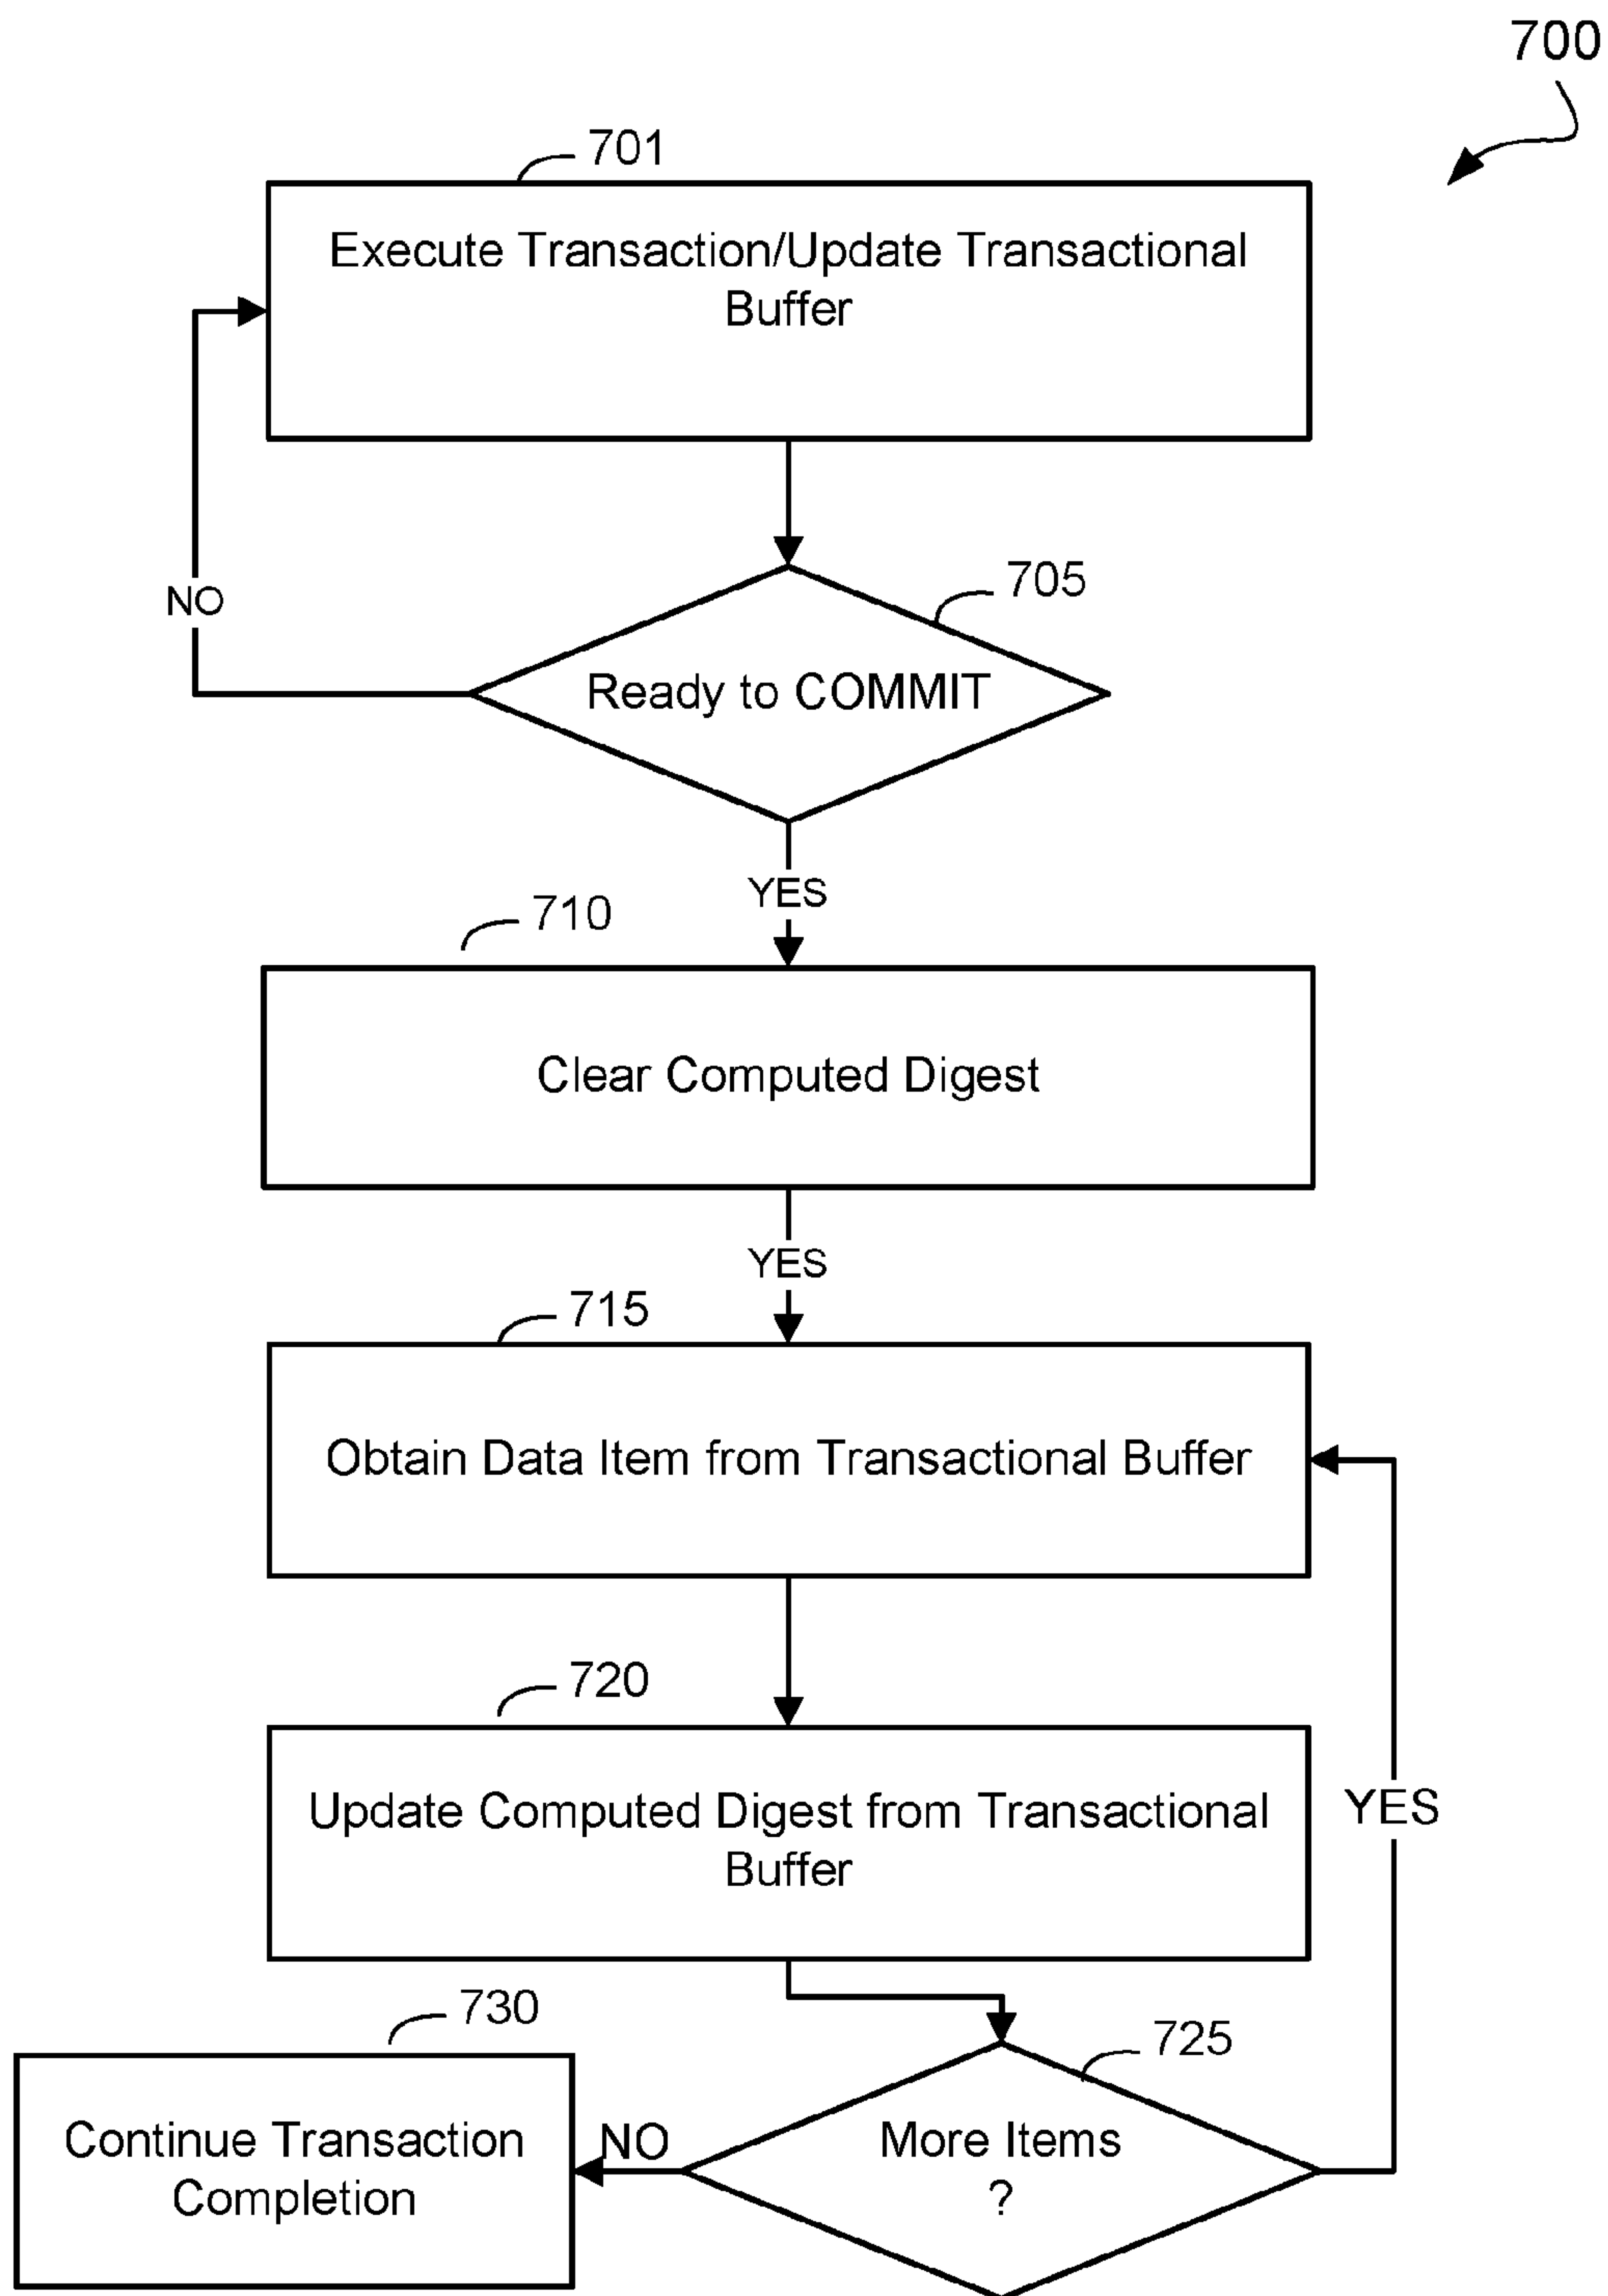 700
701
Execute Transaction/Update Transactional
Buffer
NO
705
Ready to COMMIT
YES
710
Clear Computed Digest
YES
715
Obtain Data Item from Transactional Buffer
720
Update Computed Digest from Transactional
Buffer
YES
730
725
Continue Transaction
Completion
NO
More Items
?